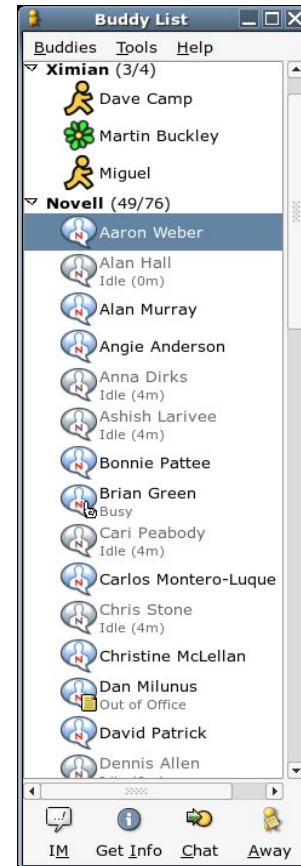 Buddy List
Buddies Tools Help
Ximian (3/4)
Dave Camp
Martin Buckley
Miguel
Novell (49/76)
Aaron Weber
Alan Hall
Idle (0m)
Alan Murray
Angie Anderson
Anna Dirks
Idle (4m)
Ashish Larivee
Idle (4m)
Bonnie Pattee
Brian Green
Busy
Cari Peabody
Idle (4m)
Carlos Montero-Luque
Chris Stone
Idle (4m)
Christine McLellan
Dan Milunus
Out of Office
David Patrick
Dennis Allen
IM Get Info Chat Away